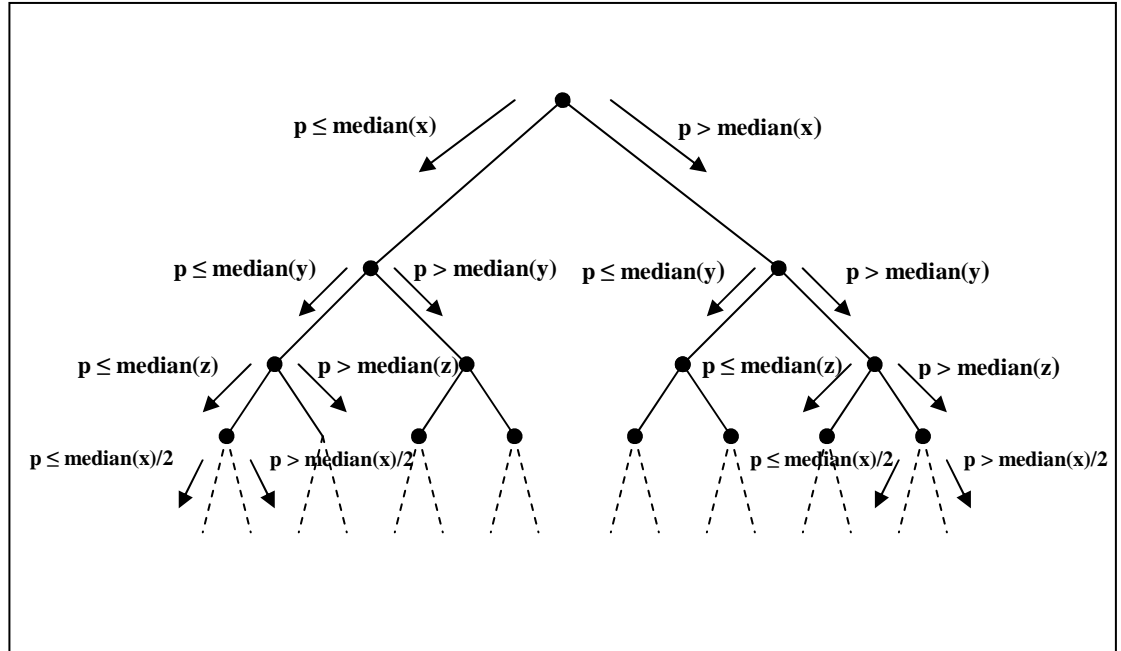 p ≤ median(x)
p > median(x)
p ≤ median(y)
p > median(y)
p ≤ median(y)
p > median(y)
p ≤ median(z)
p > median(z)
p ≤ median(z)
p > median(z)
p ≤ median(x)/2
p > median(x)/2
p ≤ median(x)/2
p > median(x)/2